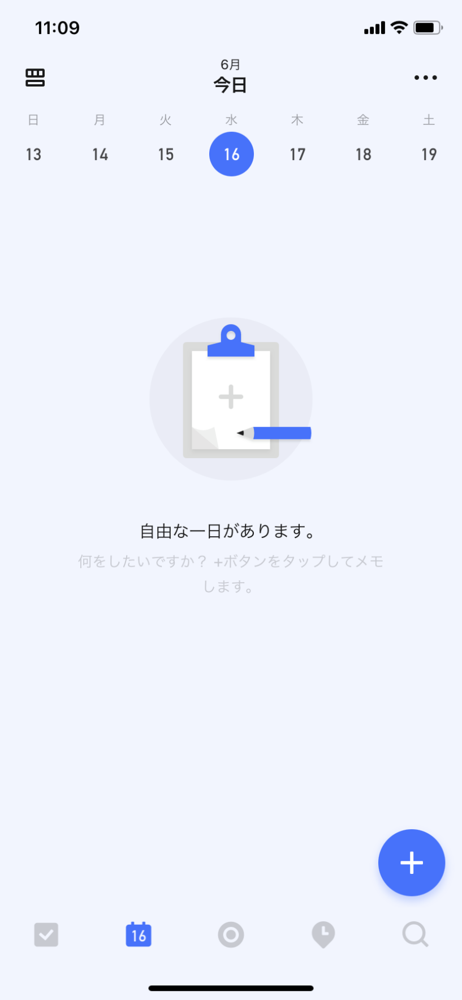 11:09
6月
今日
日 月 火 水 木 金 土
13 14 15 16 17 18 19
自由な一日があります。
何をしたいですか？ +ボタンをタップしてメモ
します。
16